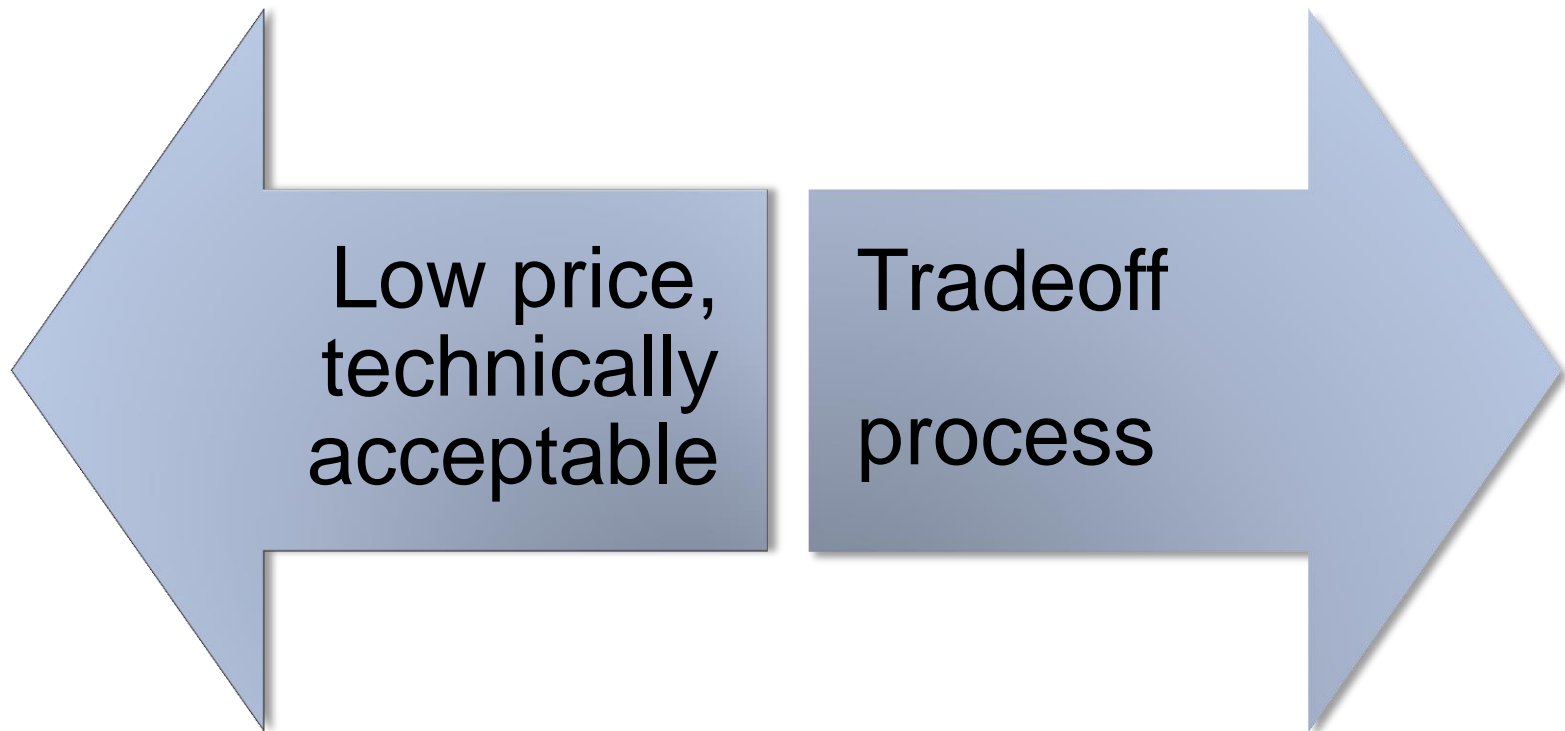 Low price,
technically
acceptable
Tradeoff
process